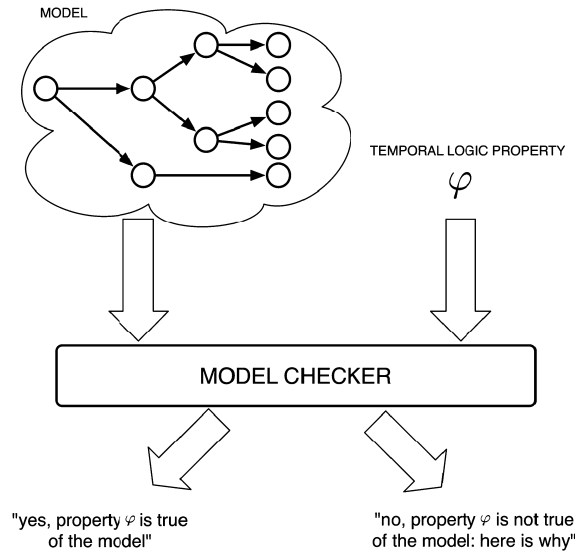 MODEL
TEMPORAL LOGIC PROPERTY
φ
MODEL CHECKER
"yes, property φ is true
of the model"
"no, property φ is not true
of the model: here is why"